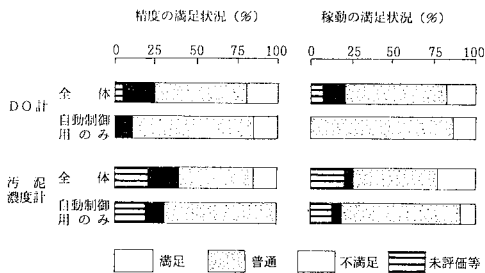 精度の満足状況(%) 稼動の満足状況(%)
0 25 50 75 100 0 25 50 75 100
DO計 全体
自動制御用のみ
汚泥濃度計 全体
自動制御用のみ
満足 普通 不満足 未評価等